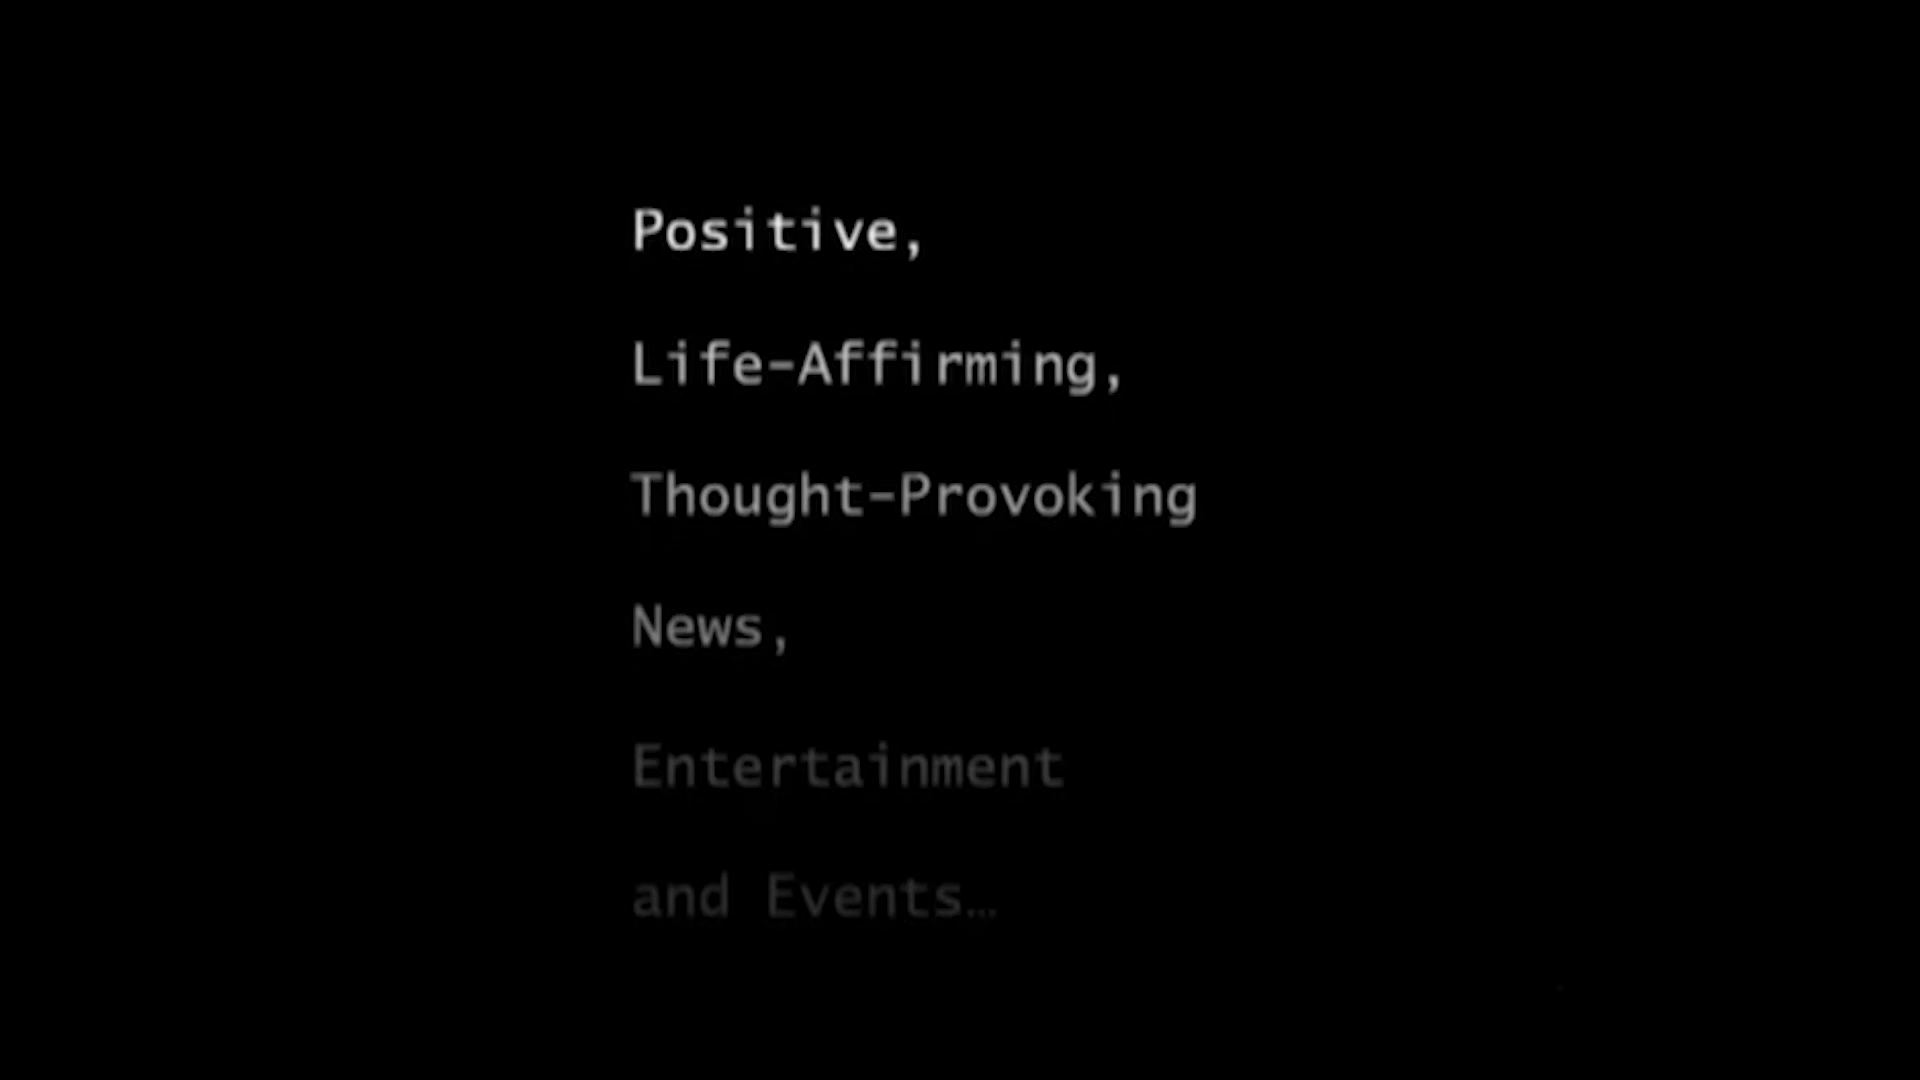 Positive,
Life-Affirming,
Thought-Provoking
News,
Entertainment
and Events…